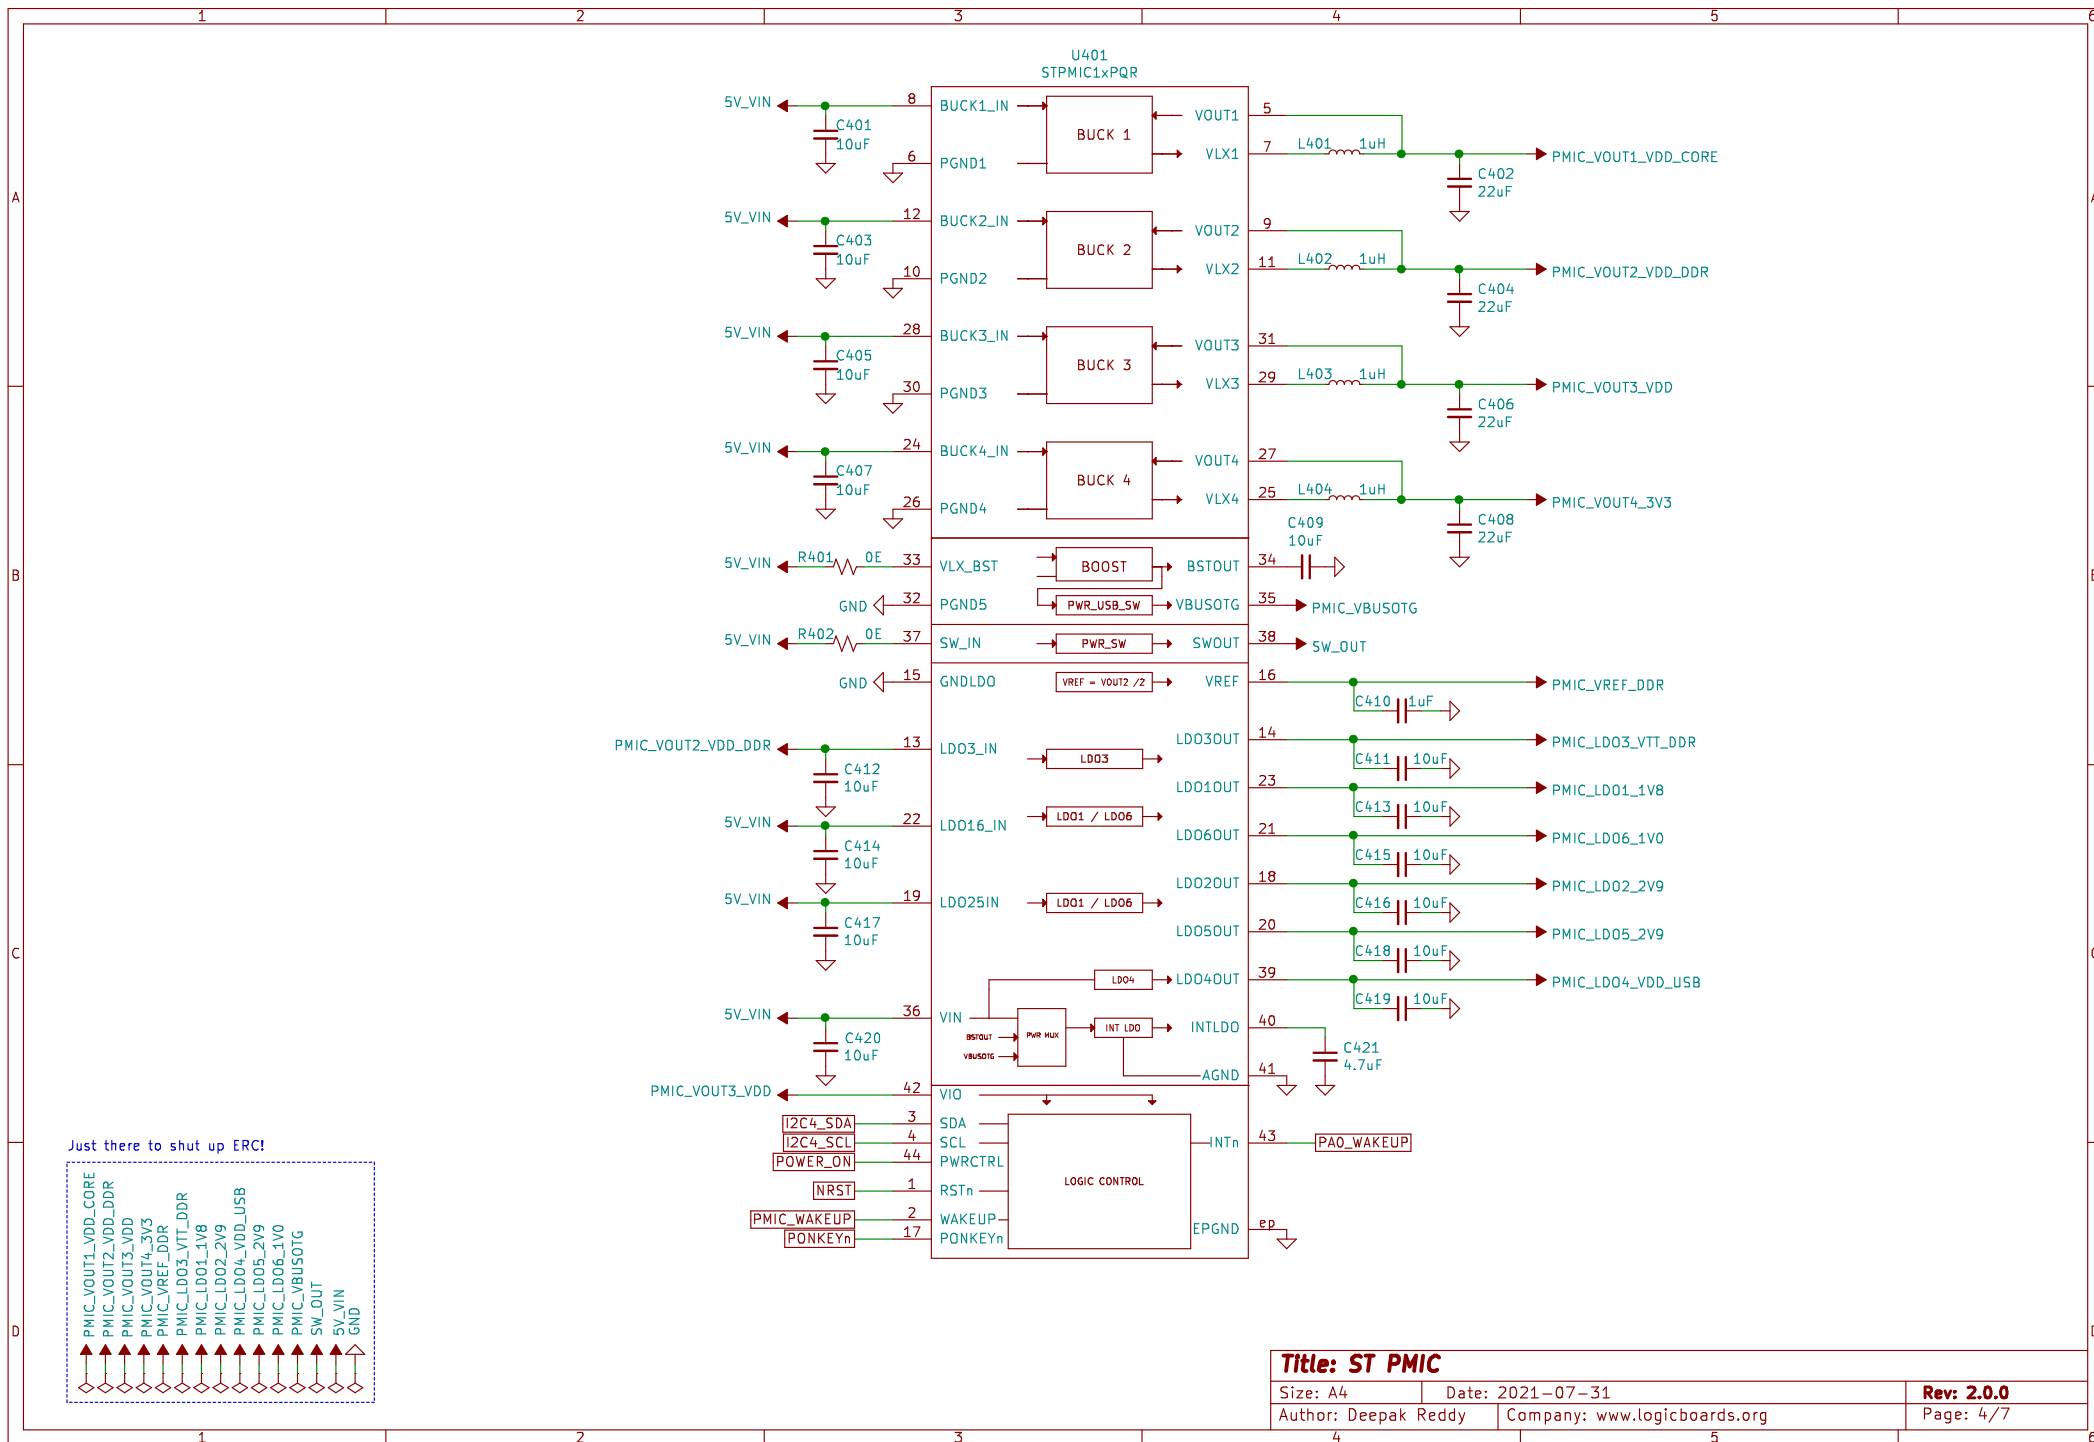 1 2 3 4 5 6
U401
STPMIC1xPQR
5V_VIN 8 BUCK1_IN BUCK 1 VOUT1 5
C401
10uF
6 PGND1 VLX1 7 L401 1uH PMIC_VOUT1_VDD_CORE
C402
22uF
A
5V_VIN 12 BUCK2_IN BUCK 2 VOUT2 9
C403
10uF
10 PGND2 VLX2 11 L402 1uH PMIC_VOUT2_VDD_DDR
C404
22uF
5V_VIN 28 BUCK3_IN BUCK 3 VOUT3 31
C405
10uF
30 PGND3 VLX3 29 L403 1uH PMIC_VOUT3_VDD
C406
22uF
5V_VIN 24 BUCK4_IN BUCK 4 VOUT4 27
C407
10uF
26 PGND4 VLX4 25 L404 1uH PMIC_VOUT4_3V3
C408
22uF
C409
10uF
B
5V_VIN R401 0E 33 VLX_BST BOOST BSTOUT 34
GND 32 PGND5 PWR_USB_SW VBUSOTG 35 PMIC_VBUSOTG
5V_VIN R402 0E 37 SW_IN PWR_SW SWOUT 38 SW_OUT
GND 15 GNDLDO VREF = VOUT2 /2 VREF 16 PMIC_VREF_DDR
C410 1uF
PMIC_VOUT2_VDD_DDR 13 LDO3_IN LDO3 LDO3OUT 14 PMIC_LDO3_VTT_DDR
C412
10uF
C411 10uF
LDO1OUT 23 PMIC_LDO1_1V8
C413 10uF
5V_VIN 22 LDO16_IN LDO1 / LDO6 LDO6OUT 21 PMIC_LDO6_1V0
C414
10uF
C415 10uF
LDO2OUT 18 PMIC_LDO2_2V9
5V_VIN 19 LDO25IN LDO1 / LDO6
C416 10uF
C417
10uF
LDO5OUT 20 PMIC_LDO5_2V9
C
C418 10uF
LDO4 LDO4OUT 39 PMIC_LDO4_VDD_USB
C419 10uF
5V_VIN 36 VIN PWR MUX INT LDO INTLDO 40
BSTOUT
VBUSOTG
C420
10uF
C421
4.7uF
AGND 41
PMIC_VOUT3_VDD 42 VIO
I2C4_SDA 3 SDA
I2C4_SCL 4 SCL INTn 43 PA0_WAKEUP
POWER_ON 44 PWRCTRL
LOGIC CONTROL
NRST 1 RSTn
PMIC_WAKEUP 2 WAKEUP
PONKEYn 17 PONKEYn
EPGND ep
Just there to shut up ERC!
PMIC_VOUT1_VDD_CORE
PMIC_VOUT2_VDD_DDR
PMIC_VOUT3_VDD
PMIC_VOUT4_3V3
PMIC_VREF_DDR
PMIC_LDO3_VTT_DDR
PMIC_LDO1_1V8
PMIC_LDO2_2V9
PMIC_LDO4_VDD_USB
PMIC_LDO5_2V9
PMIC_LDO6_1V0
PMIC_VBUSOTG
SW_OUT
5V_VIN
GND
D
Title: ST PMIC
Size: A4 Date: 2021-07-31 Rev: 2.0.0
Author: Deepak Reddy Company: www.logicboards.org Page: 4/7
1 2 3 4 5 6